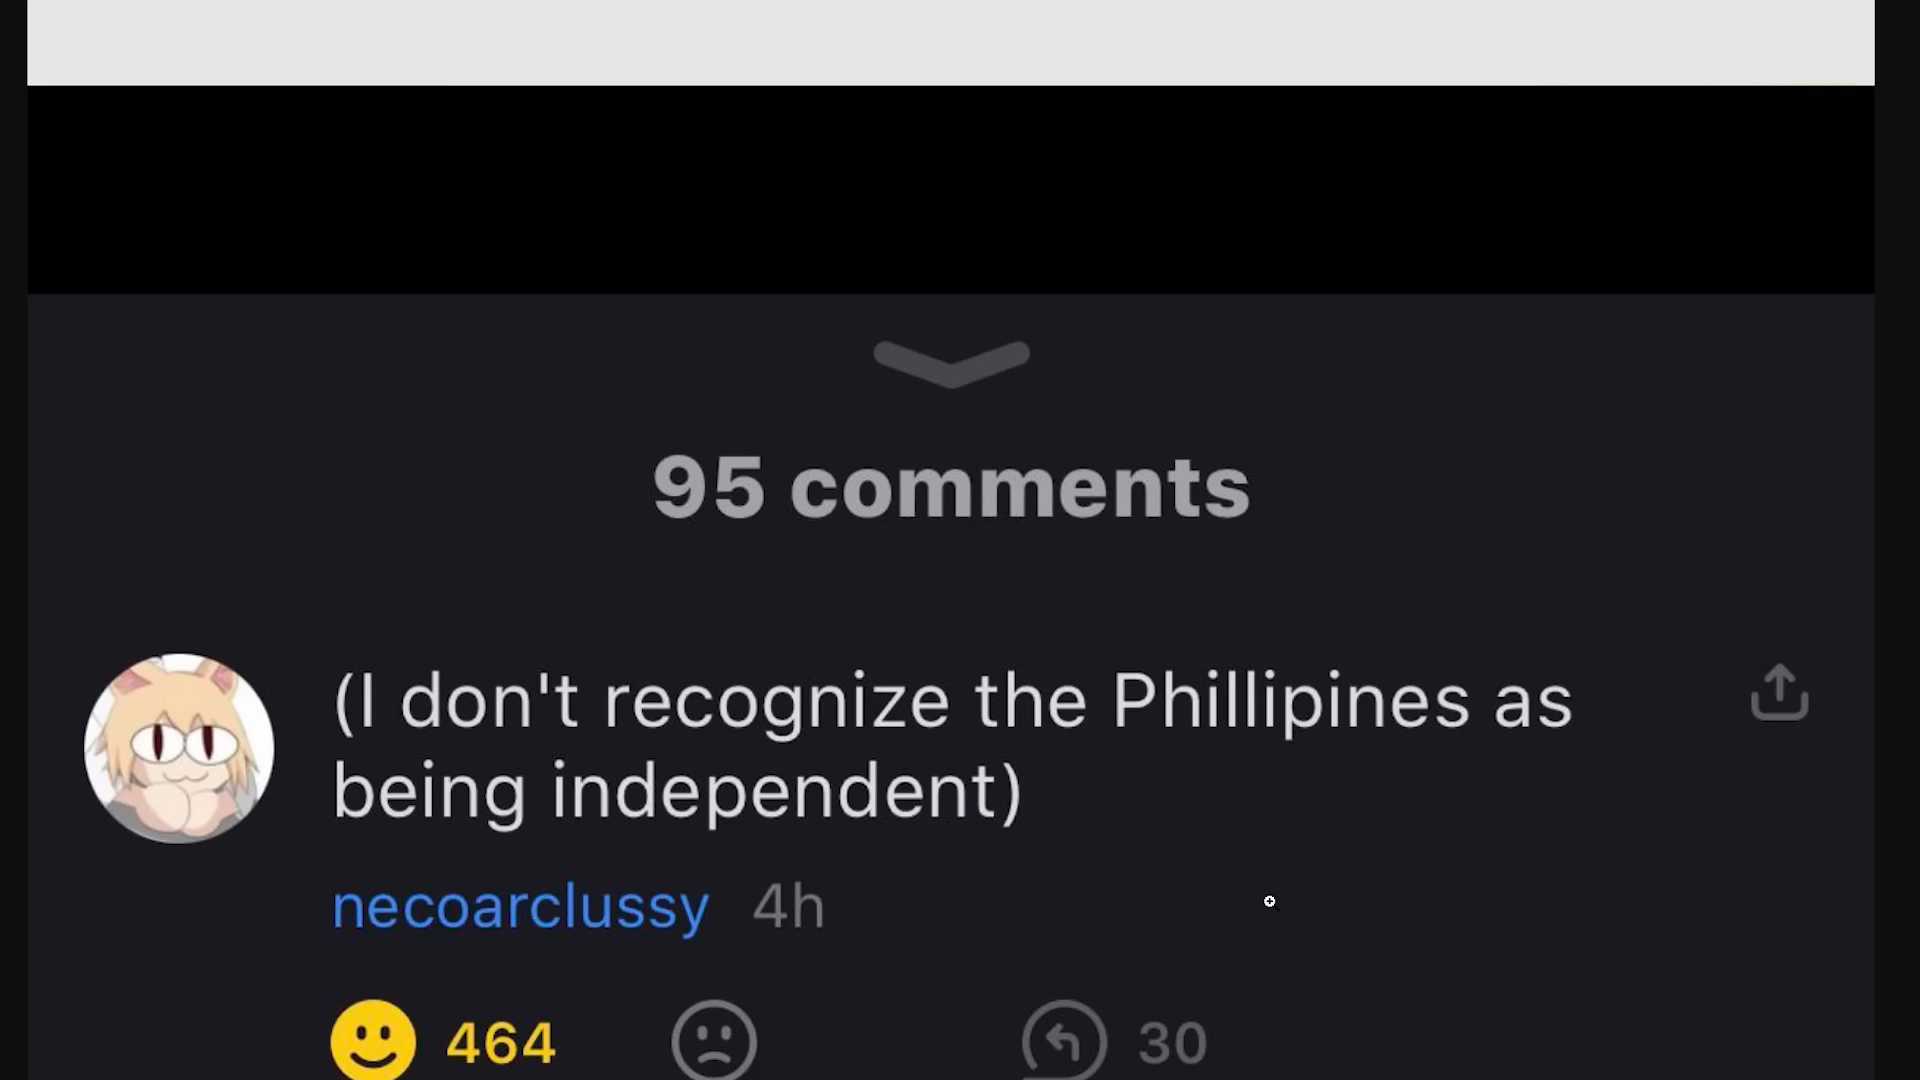 95 comments
(I don't recognize the Phillipines as
being independent)
necoarclussy 4h
464 30